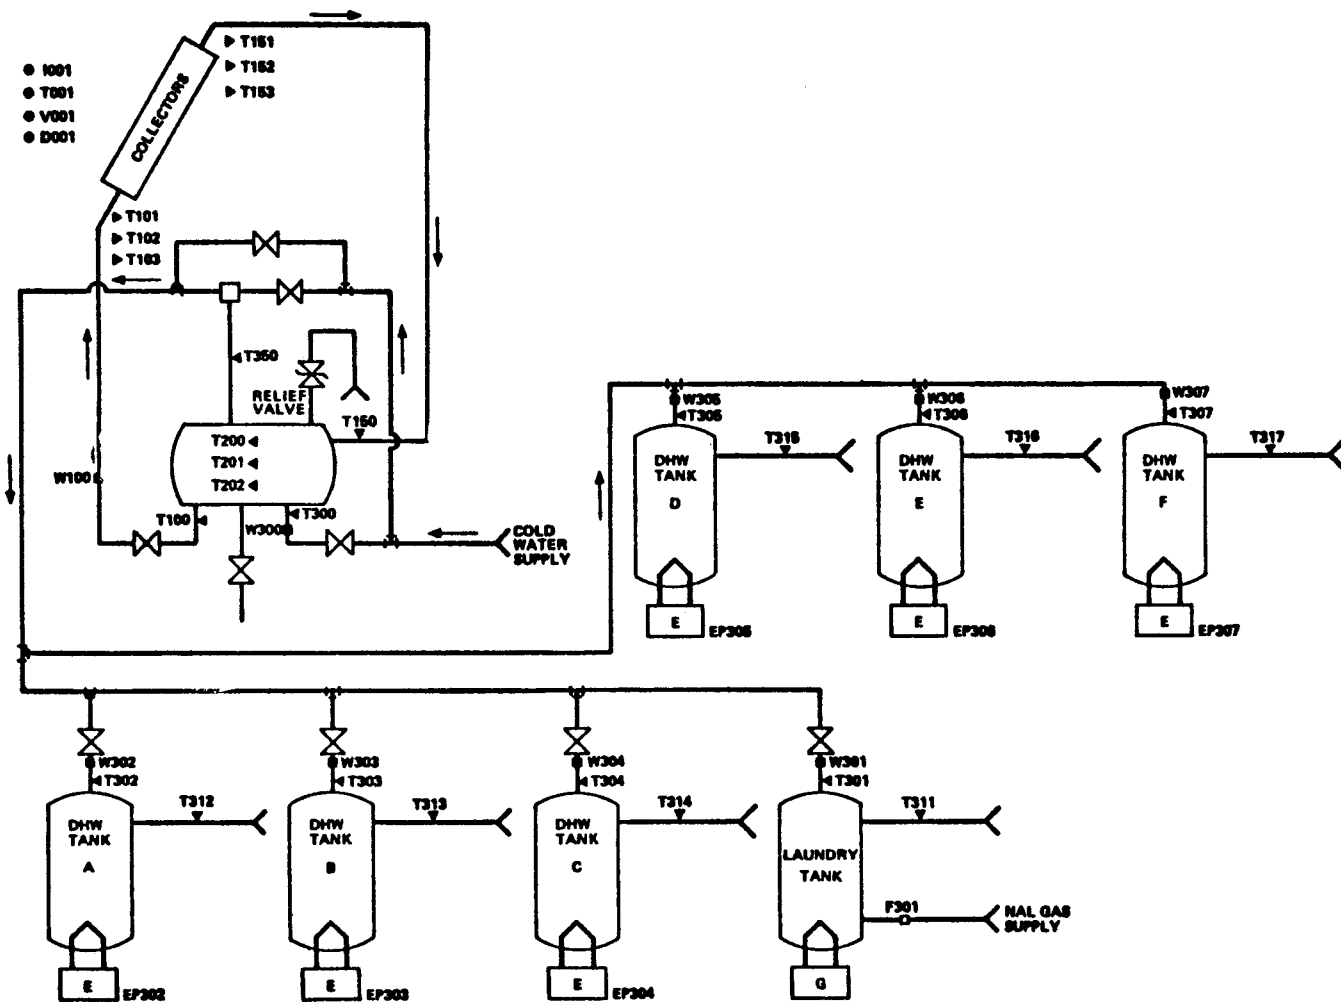 I001
T001
V001
D001
COLLECTORS
T151
T152
T153
T101
T102
T103
T350
RELIEF
VALVE
T150
T200
T201
T202
W100
T100
W300
T300
COLD
WATER
SUPPLY
W305
T305
DHW
TANK
D
T315
EP305
E
W306
T306
DHW
TANK
E
T316
E
EP306
W307
T307
DHW
TANK
F
T317
E
EP307
W302
T302
DHW
TANK
A
T312
E
EP302
W303
T303
DHW
TANK
B
T313
E
EP303
W304
T304
DHW
TANK
C
T314
E
EP304
W301
T301
LAUNDRY
TANK
T311
F301
NAL GAS
SUPPLY
G